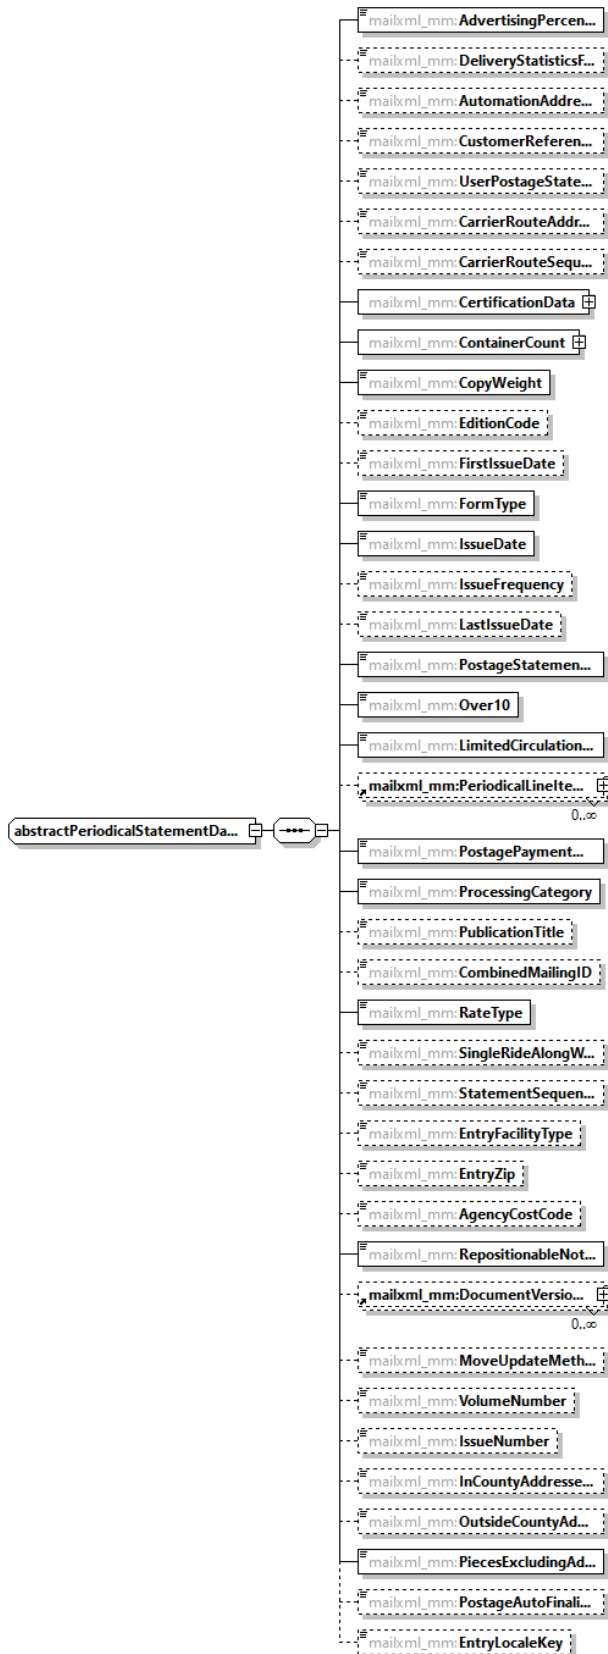 mailxml_mm:AdvertisingPercen...
mailxml_mm:DeliveryStatisticsF...
mailxml_mm:AutomationAddre...
mailxml_mm:CustomerReferen...
mailxml_mm:UserPostageState...
mailxml_mm:CarrierRouteAddr...
mailxml_mm:CarrierRouteSequ...
mailxml_mm:CertificationData
mailxml_mm:ContainerCount
mailxml_mm:CopyWeight
mailxml_mm:EditionCode
mailxml_mm:FirstIssueDate
mailxml_mm:FormType
mailxml_mm:IssueDate
mailxml_mm:IssueFrequency
mailxml_mm:LastIssueDate
mailxml_mm:PostageStatemen...
mailxml_mm:Over10
mailxml_mm:LimitedCirculation...
mailxml_mm:PeriodicalLineIte...
0..∞
abstractPeriodicalStatementDa...
mailxml_mm:PostagePayment...
mailxml_mm:ProcessingCategory
mailxml_mm:PublicationTitle
mailxml_mm:CombinedMailingID
mailxml_mm:RateType
mailxml_mm:SingleRideAlongW...
mailxml_mm:StatementSequen...
mailxml_mm:EntryFacilityType
mailxml_mm:EntryZip
mailxml_mm:AgencyCostCode
mailxml_mm:RepositionableNot...
mailxml_mm:DocumentVersio...
0..∞
mailxml_mm:MoveUpdateMeth...
mailxml_mm:VolumeNumber
mailxml_mm:IssueNumber
mailxml_mm:InCountyAddresse...
mailxml_mm:OutsideCountyAd...
mailxml_mm:PiecesExcludingAd...
mailxml_mm:PostageAutoFinali...
mailxml_mm:EntryLocaleKey